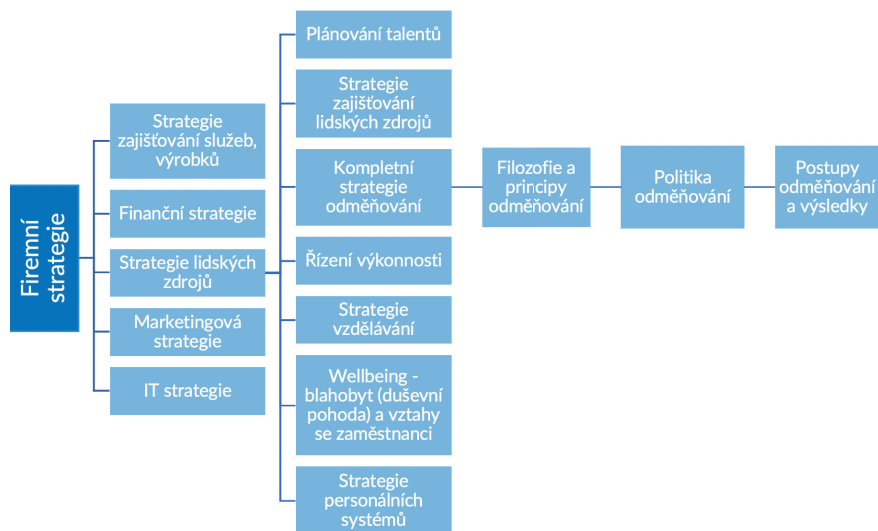 Firemní
strategie
Strategie
zajišťování služeb,
výrobků
Finanční strategie
Strategie lidských
zdrojů
Marketingová
strategie
IT strategie
Plánování talentů
Strategie
zajišťování
lidských zdrojů
Kompletní
strategie
odměňování
Řízení výkonnosti
Strategie
vzdělávání
Wellbeing -
blahobyt (duševní
pohoda) a vztahy
se zaměstnanci
Strategie
personálních
systémů
Filozofie a
principy
odměňování
Politika
odměňování
Postupy
odměňování
a výsledky